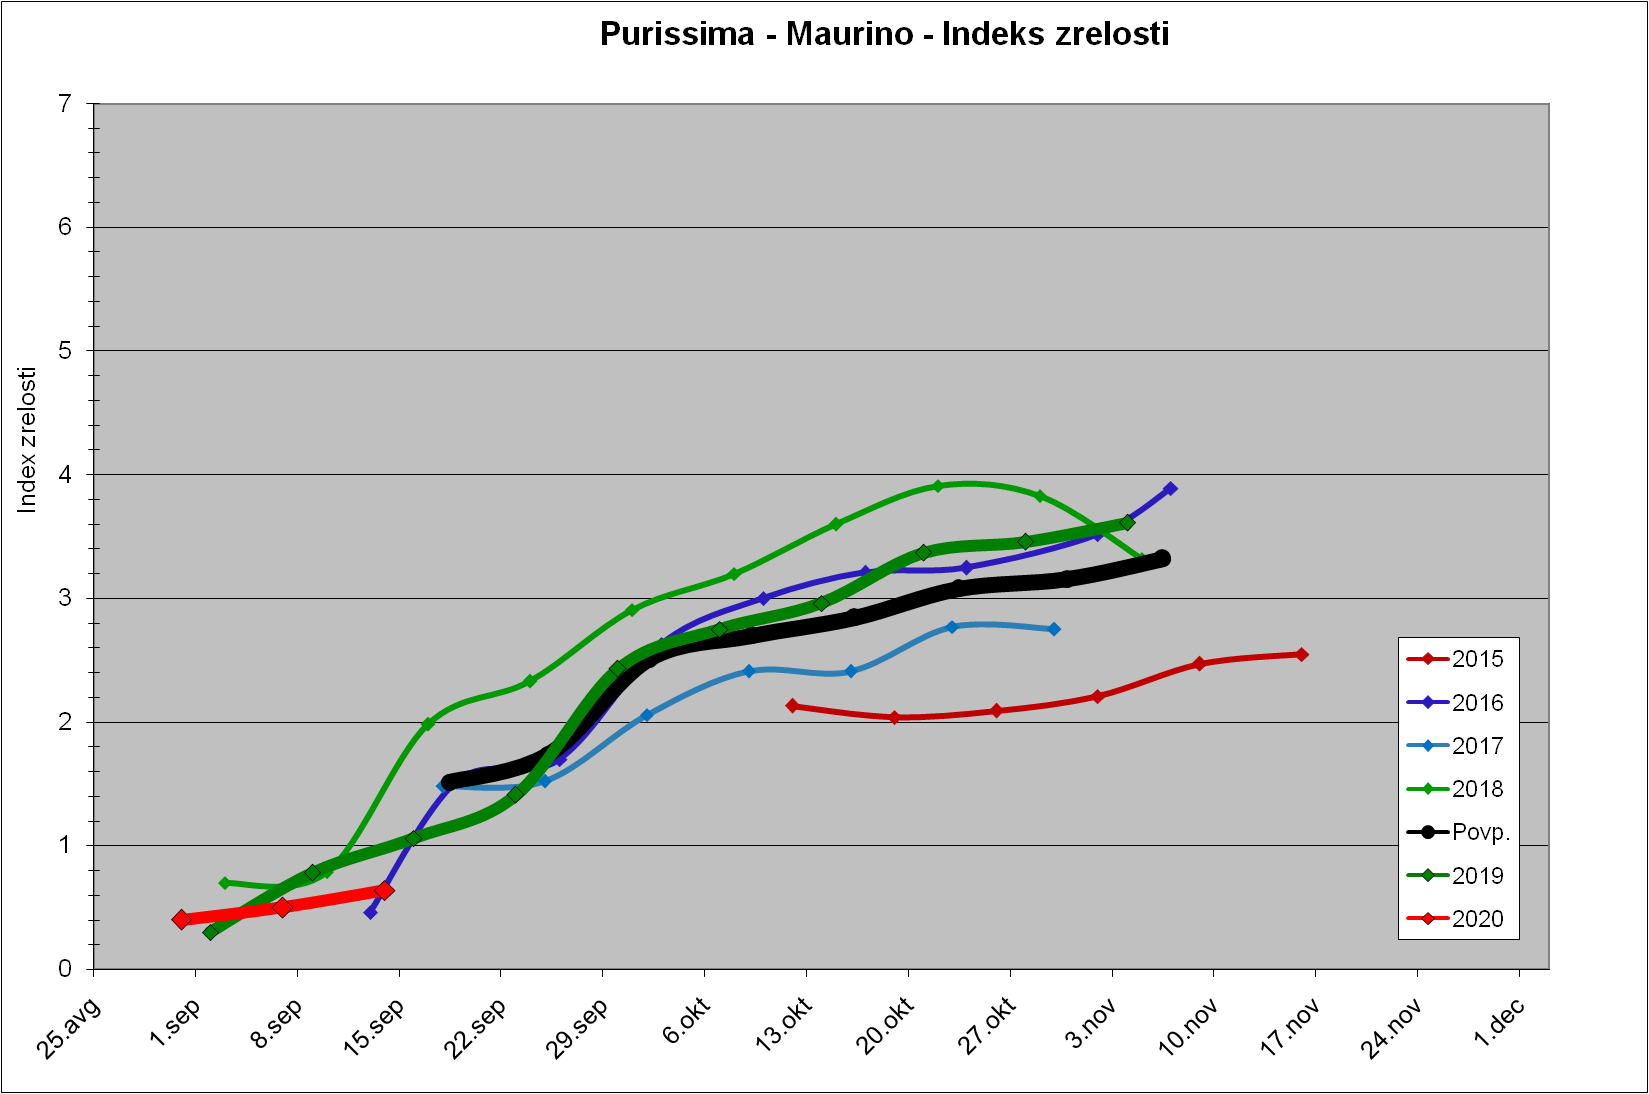 Purissima - Maurino - Indeks zrelosti
7
6
5
4
3
2
1
0
Index zrelosti
25.avg
1.sep
8.sep
15.sep
22.sep
29.sep
6.okt
13.okt
20.okt
27.okt
3.nov
10.nov
17.nov
24.nov
1.dec
2015
2016
2017
2018
Povp.
2019
2020